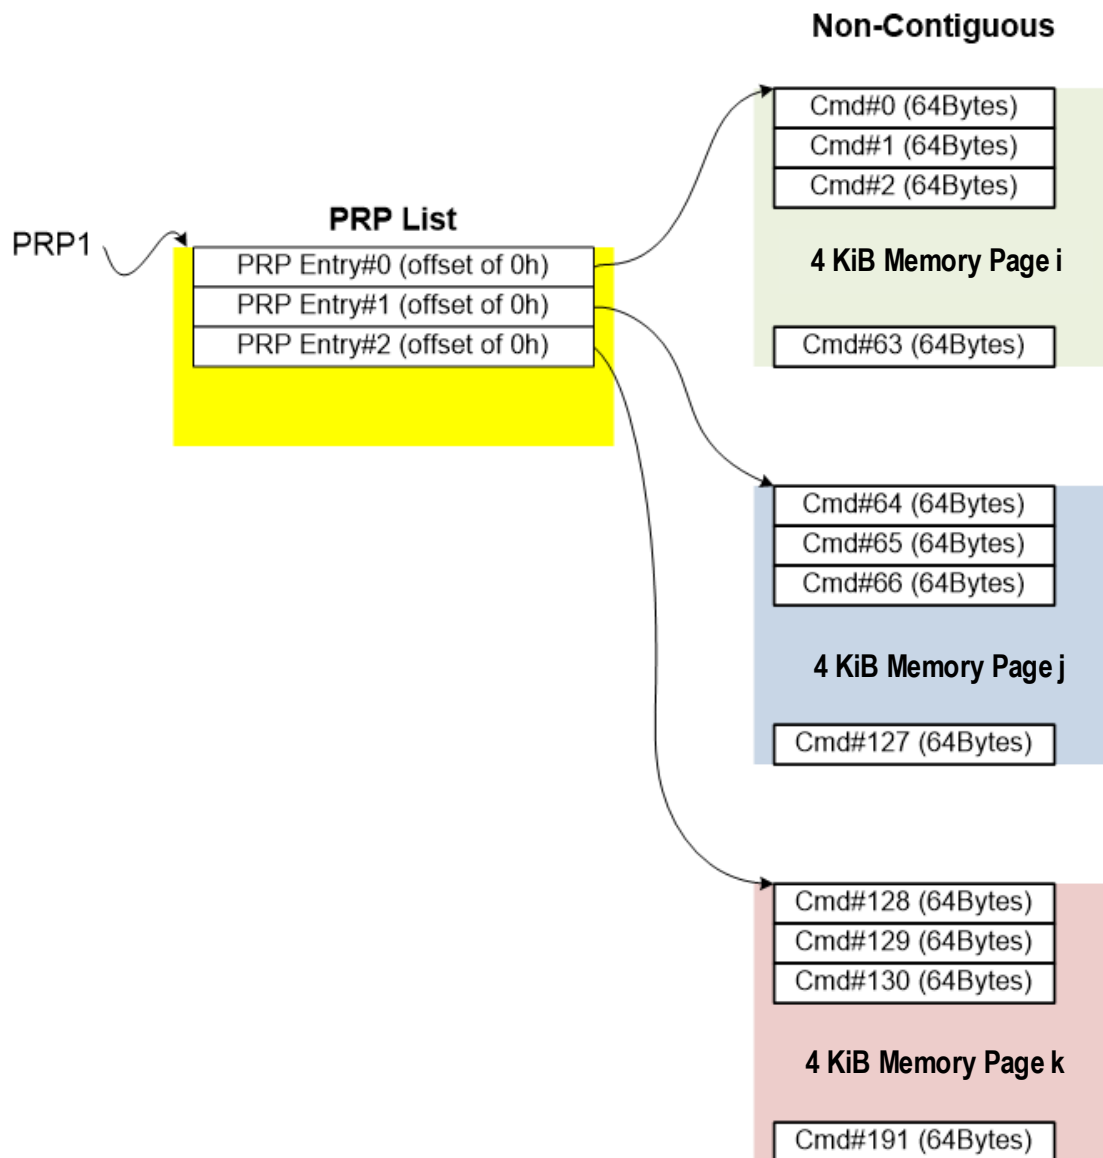 Non-Contiguous
Cmd#0 (64Bytes)
Cmd#1 (64Bytes)
Cmd#2 (64Bytes)
4 KiB Memory Page i
Cmd#63 (64Bytes)
PRP1
PRP List
PRP Entry#0 (offset of 0h)
PRP Entry#1 (offset of 0h)
PRP Entry#2 (offset of 0h)
Cmd#64 (64Bytes)
Cmd#65 (64Bytes)
Cmd#66 (64Bytes)
4 KiB Memory Page j
Cmd#127 (64Bytes)
Cmd#128 (64Bytes)
Cmd#129 (64Bytes)
Cmd#130 (64Bytes)
4 KiB Memory Page k
Cmd#191 (64Bytes)